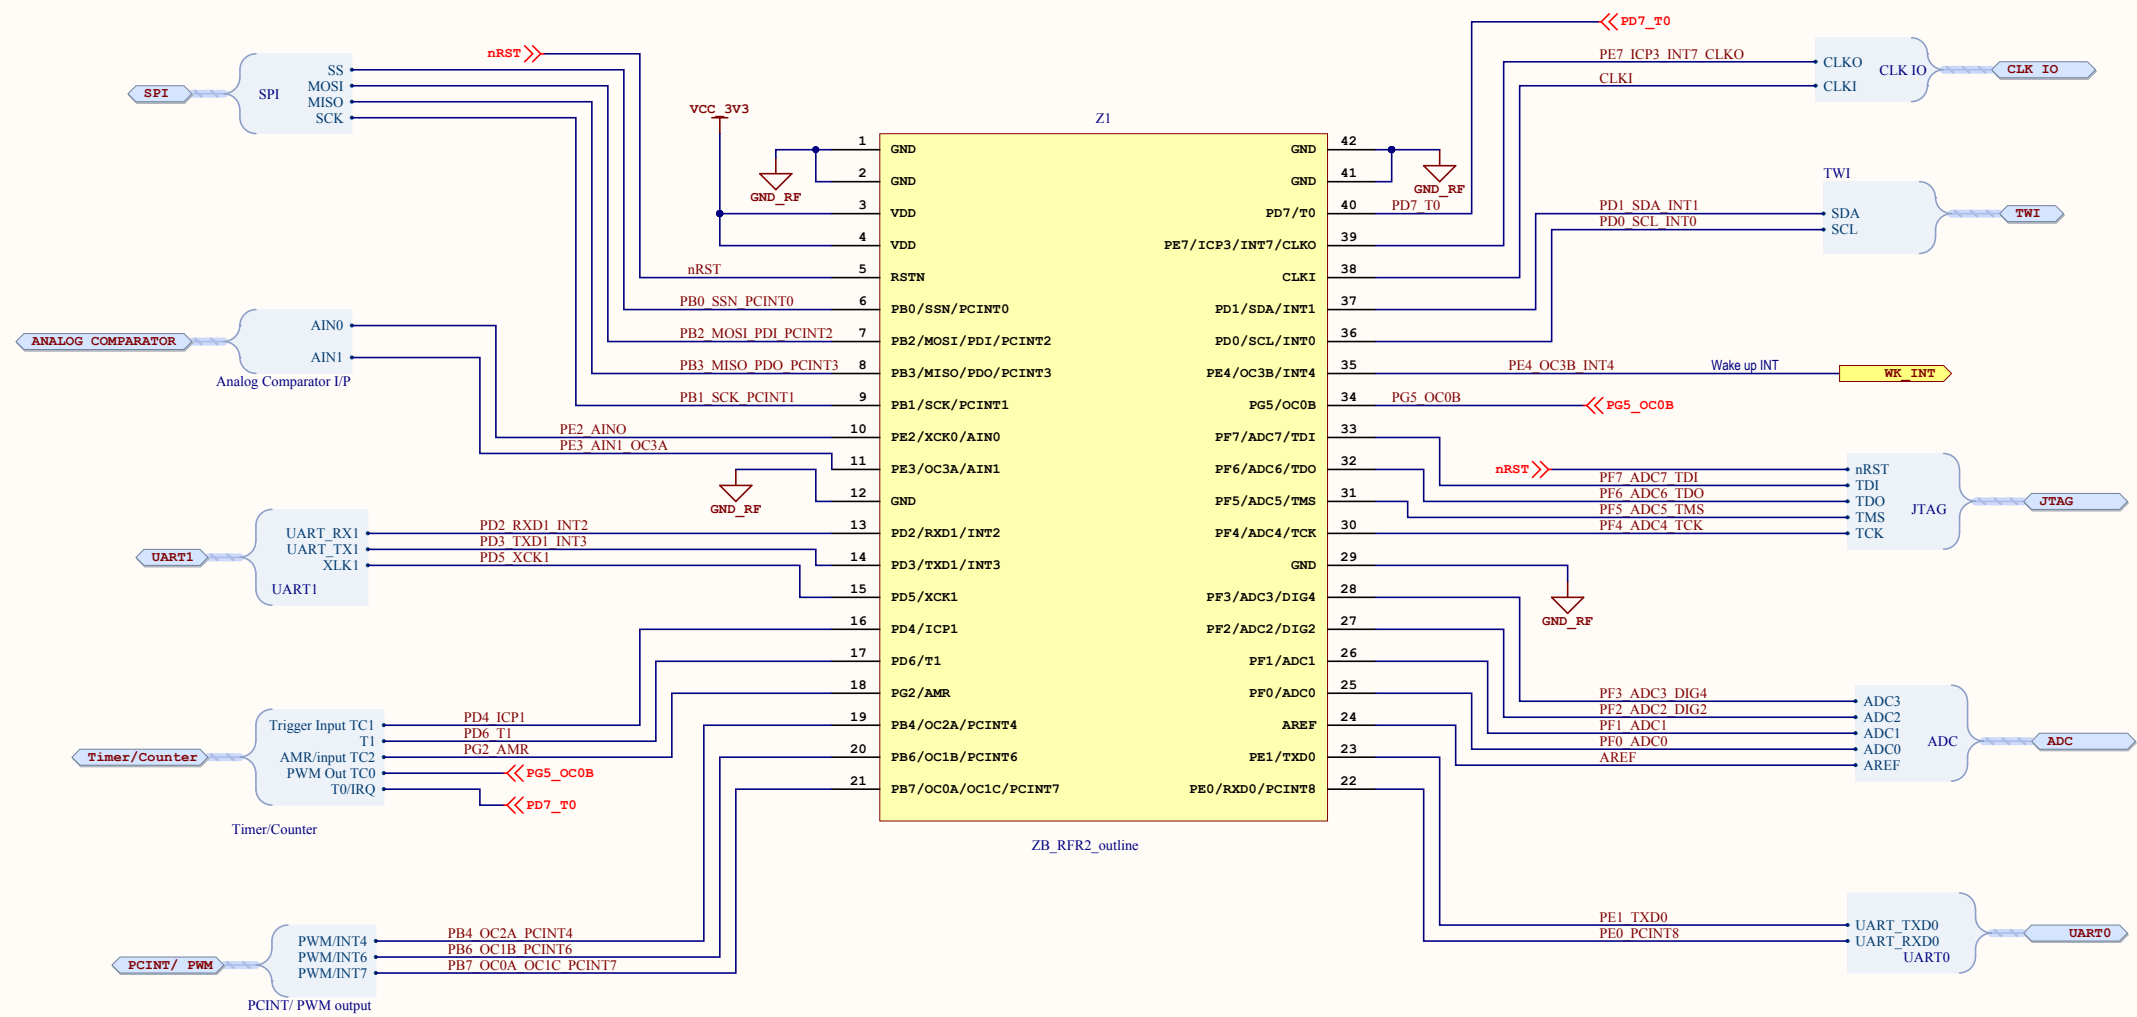 PD7_T0
nRST
PE7_ICP3_INT7_CLKO
CLKI
SPI
SPI
SS
MOSI
MISO
SCK
CLKO
CLKI
CLK IO
CLK IO
VCC_3V3
Z1
1 GND
2 GND
3 VDD
4 VDD
5 RSTN
6 PB0/SSN/PCINT0
7 PB2/MOSI/PDI/PCINT2
8 PB3/MISO/PDO/PCINT3
9 PB1/SCK/PCINT1
10 PE2/XCK0/AIN0
11 PE3/OC3A/AIN1
12 GND
13 PD2/RXD1/INT2
14 PD3/TXD1/INT3
15 PD5/XCK1
16 PD4/ICP1
17 PD6/T1
18 PG2/AMR
19 PB4/OC2A/PCINT4
20 PB6/OC1B/PCINT6
21 PB7/OC0A/OC1C/PCINT7
GND 42
GND 41
PD7/T0 40
PE7/ICP3/INT7/CLKO 39
CLKI 38
PD1/SDA/INT1 37
PD0/SCL/INT0 36
PE4/OC3B/INT4 35
PG5/OC0B 34
PF7/ADC7/TDI 33
PF6/ADC6/TDO 32
PF5/ADC5/TMS 31
PF4/ADC4/TCK 30
GND 29
PF3/ADC3/DIG4 28
PF2/ADC2/DIG2 27
PF1/ADC1 26
PF0/ADC0 25
AREF 24
PE1/TXD0 23
PE0/RXD0/PCINT8 22
ZB_RFR2_outline
GND_RF
nRST
PB0_SSN_PCINT0
PB2_MOSI_PDI_PCINT2
PB3_MISO_PDO_PCINT3
PB1_SCK_PCINT1
ANALOG COMPARATOR
AIN0
AIN1
Analog Comparator I/P
PE2_AINO
PE3_AIN1_OC3A
GND_RF
UART1
UART_RX1
UART_TX1
XLK1
UART1
PD2_RXD1_INT2
PD3_TXD1_INT3
PD5_XCK1
Timer/Counter
Trigger Input TC1
T1
AMR/input TC2
PWM Out TC0
T0/IRQ
Timer/Counter
PD4_ICP1
PD6_T1
PG2_AMR
PG5_OC0B
PD7_T0
PCINT/ PWM
PWM/INT4
PWM/INT6
PWM/INT7
PCINT/ PWM output
PB4_OC2A_PCINT4
PB6_OC1B_PCINT6
PB7_OC0A_OC1C_PCINT7
GND_RF
PD7_T0
TWI
PD1_SDA_INT1
PD0_SCL_INT0
SDA
SCL
TWI
PE4_OC3B_INT4
Wake up INT
WK_INT
PG5_OC0B
PG5_OC0B
nRST
PF7_ADC7_TDI
PF6_ADC6_TDO
PF5_ADC5_TMS
PF4_ADC4_TCK
nRST
TDI
TDO
TMS
TCK
JTAG
JTAG
GND_RF
PF3_ADC3_DIG4
PF2_ADC2_DIG2
PF1_ADC1
PF0_ADC0
AREF
ADC3
ADC2
ADC1
ADC0
AREF
ADC
ADC
PE1_TXD0
PE0_PCINT8
UART_TXD0
UART_RXD0
UART0
UART0